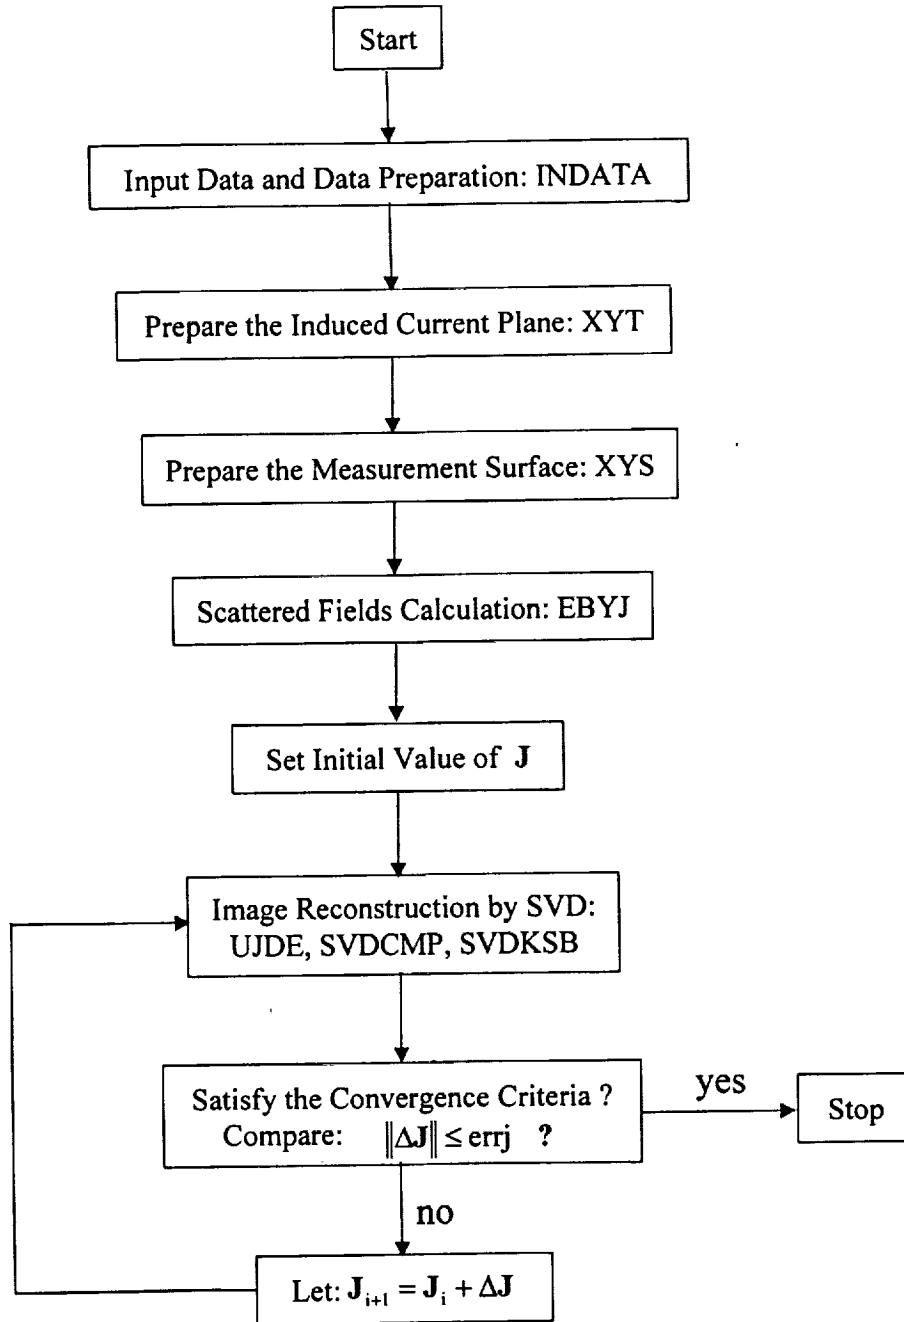 Start
Input Data and Data Preparation: INDATA
Prepare the Induced Current Plane: XYT
Prepare the Measurement Surface: XYS
Scattered Fields Calculation: EBYJ
Set Initial Value of J
Image Reconstruction by SVD:
UJDE, SVDCMP, SVDKSB
Satisfy the Convergence Criteria ?
Compare: ‖ΔJ‖ ≤ errj ?
yes
Stop
no
Let: J_{i+1} = J_i + ΔJ